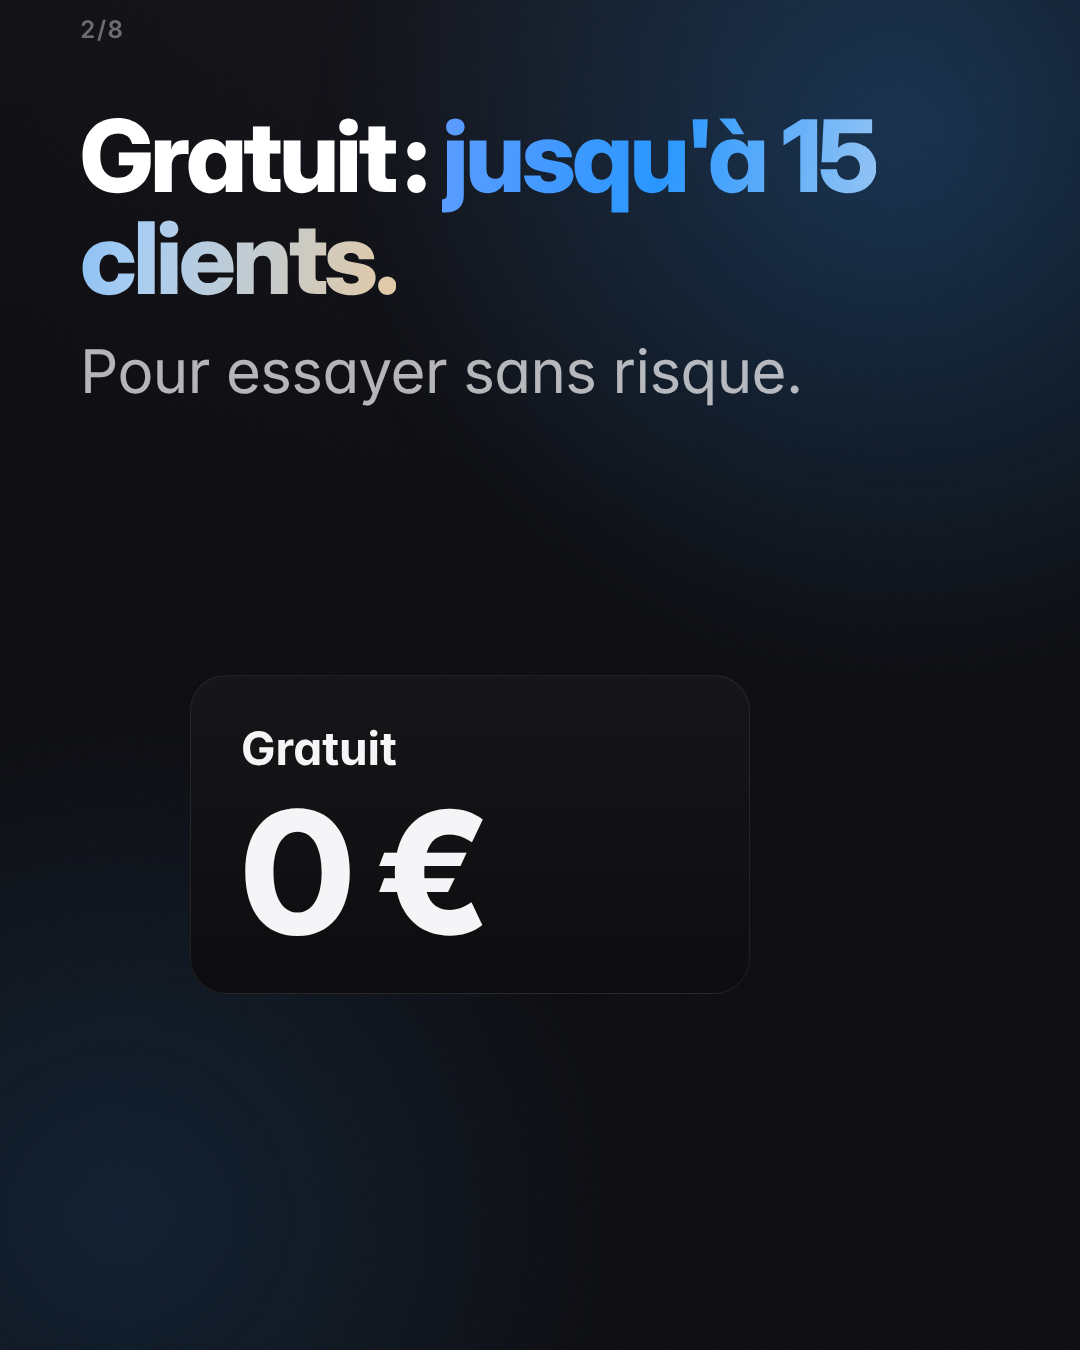 2/8
Gratuit : jusqu'à 15
clients.
Pour essayer sans risque.
Gratuit
0 €